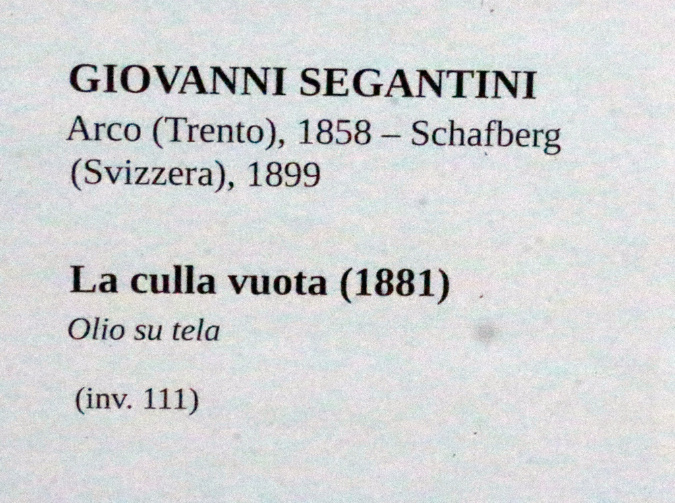 GIOVANNI SEGANTINI
Arco (Trento), 1858 – Schafberg
(Svizzera), 1899
La culla vuota (1881)
Olio su tela
(inv. 111)